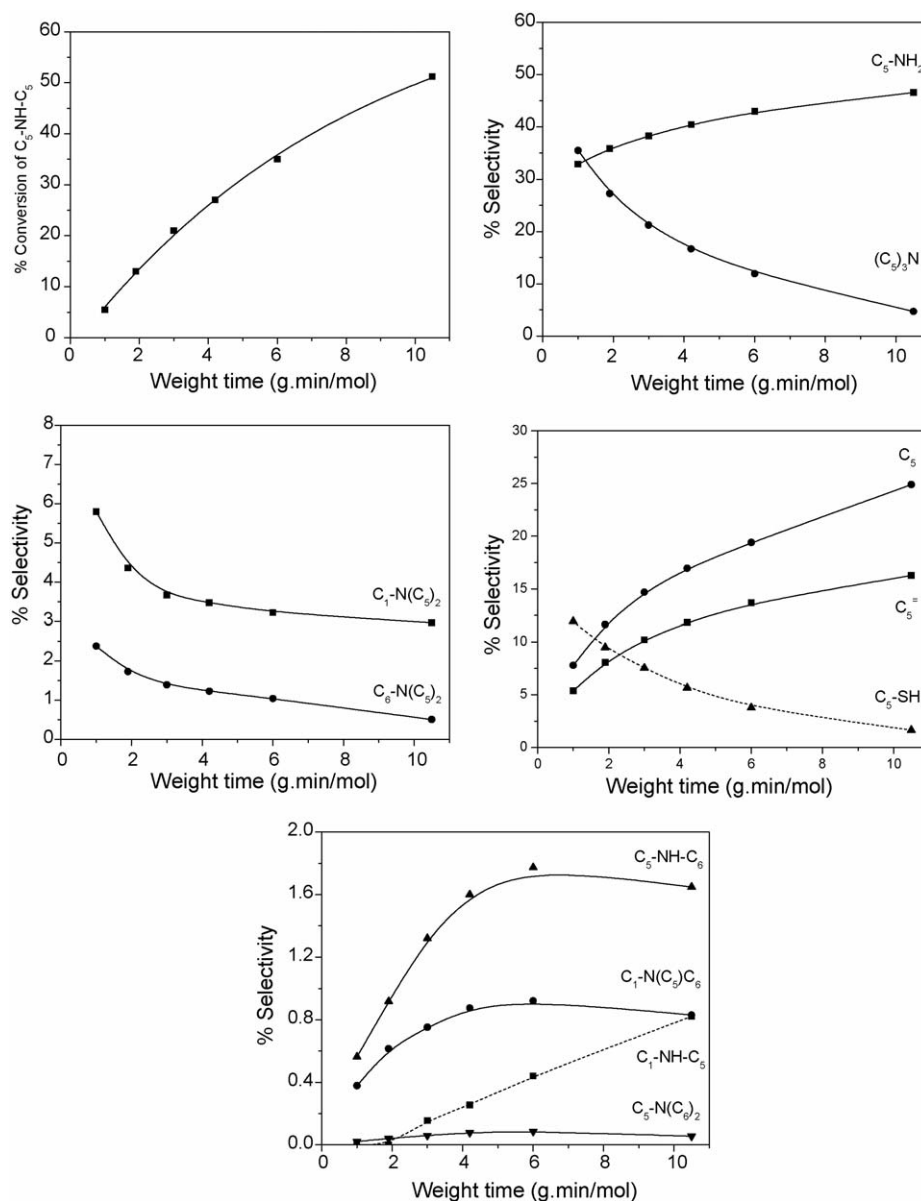 60
50
40
30
20
10
0
% Conversion of C₅-NH-C₅
0 2 4 6 8 10
Weight time (g.min/mol)
60
50
40
30
20
10
0
% Selectivity
C₅-NH₂
(C₅)₃N
0 2 4 6 8 10
Weight time (g.min/mol)
8
7
6
5
4
3
2
1
0
% Selectivity
C₁-N(C₅)₂
C₆-N(C₅)₂
0 2 4 6 8 10
Weight time (g.min/mol)
30
25
20
15
10
5
0
% Selectivity
C₅
C₅⁼
C₅-SH
0 2 4 6 8 10
Weight time (g.min/mol)
2.0
1.6
1.2
0.8
0.4
0.0
% Selectivity
C₅-NH-C₆
C₁-N(C₅)C₆
C₁-NH-C₅
C₅-N(C₆)₂
0 2 4 6 8 10
Weight time (g.min/mol)